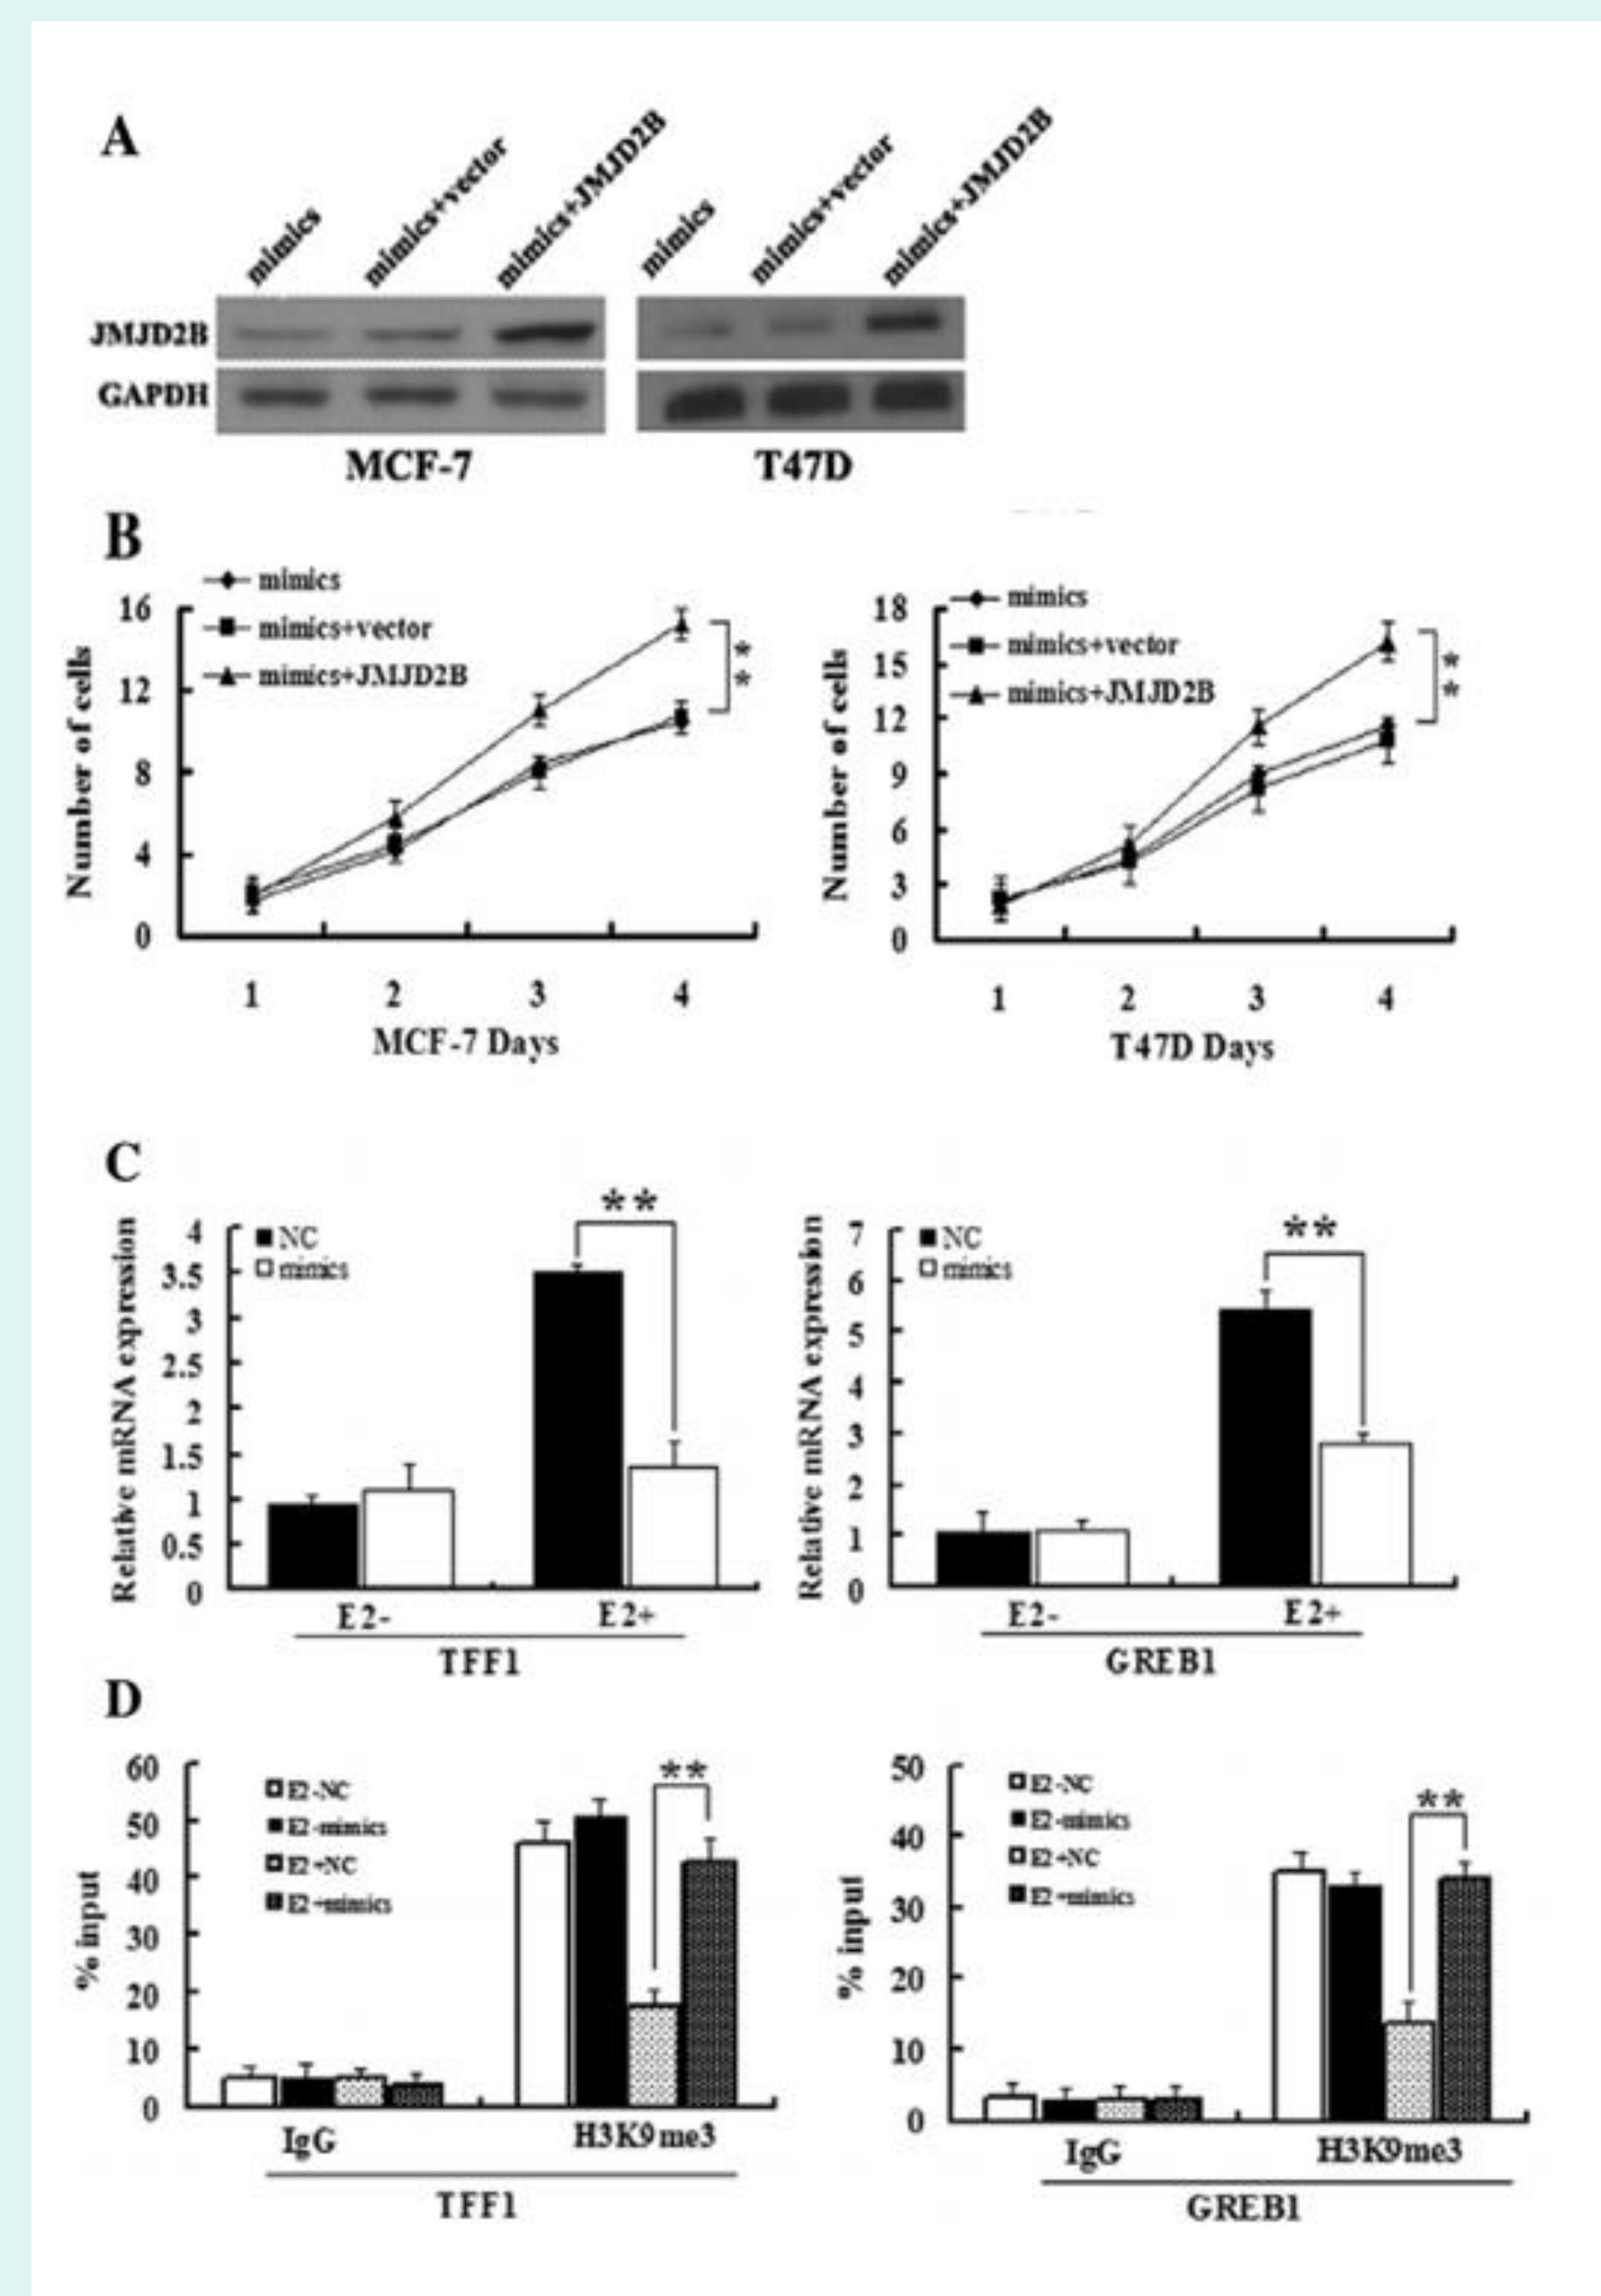 A
mimics
mimics+vector
mimics+JMJD2B
mimics
mimics+vector
mimics+JMJD2B
JMJD2B
GAPDH
MCF-7
T47D
B
mimics
mimics+vector
mimics+JMJD2B
Number of cells
16
12
8
4
0
**
1 2 3 4
MCF-7 Days
mimics
mimics+vector
mimics+JMJD2B
Number of cells
18
15
12
9
6
3
0
**
1 2 3 4
T47D Days
C
Relative mRNA expression
4
3.5
3
2.5
2
1.5
1
0.5
0
NC
mimics
**
E2- E2+
TFF1
Relative mRNA expression
7
6
5
4
3
2
1
0
NC
mimics
**
E2- E2+
GREB1
D
% input
60
50
40
30
20
10
0
E2-NC
E2-mimics
E2+NC
E2+mimics
**
IgG H3K9me3
TFF1
% input
50
40
30
20
10
0
E2-NC
E2-mimics
E2+NC
E2+mimics
**
IgG H3K9me3
GREB1